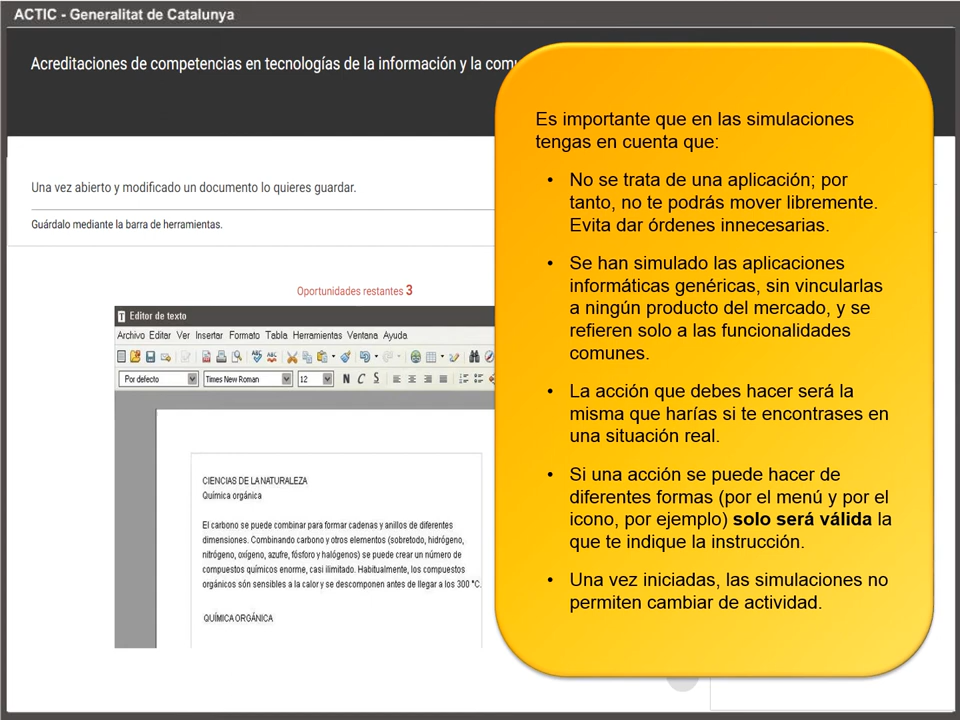 ACTIC - Generalitat de Catalunya
Acreditaciones de competencias en tecnologías de la información y la
Una vez abierto y modificado un documento lo quieres guardar.
Guárdalo mediante la barra de herramientas.
Oportunidades restantes 3
Editor de texto
Archivo Editar Ver Insertar Formato Tabla Herramientas Ventana Ayuda
Por defecto Times New Roman 12 N C S
CIENCIAS DE LA NATURALEZA
Química orgánica
El carbono se puede combinar para formar cadenas y anillos de diferentes
dimensiones. Combinando carbono y otros elementos (sobretodo, hidrógeno,
nitrógeno, oxígeno, azufre, fósforo y halógenos) se puede crear un número de
compuestos químicos enorme, casi ilimitado. Habitualmente, los compuestos
orgánicos són sensibles a la calor y se descomponen antes de llegar a los 300 °C.
QUÍMICA ORGÁNICA
Es importante que en las simulaciones
tengas en cuenta que:
• No se trata de una aplicación; por
tanto, no te podrás mover libremente.
Evita dar órdenes innecesarias.
• Se han simulado las aplicaciones
informáticas genéricas, sin vincularlas
a ningún producto del mercado, y se
refieren solo a las funcionalidades
comunes.
• La acción que debes hacer será la
misma que harías si te encontrases en
una situación real.
• Si una acción se puede hacer de
diferentes formas (por el menú y por el
icono, por ejemplo) solo será válida la
que te indique la instrucción.
• Una vez iniciadas, las simulaciones no
permiten cambiar de actividad.